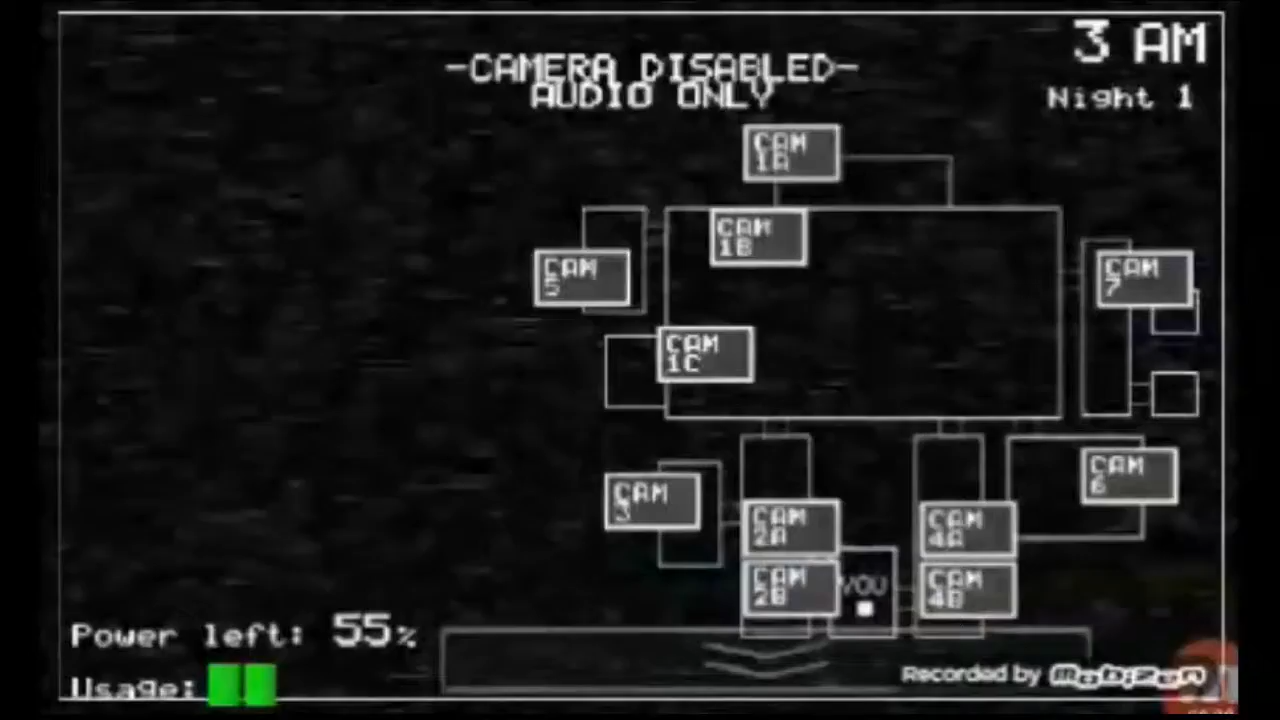 3 AM
-CAMERA DISABLED-
AUDIO ONLY
Night 1
CAM
1A
CAM
1B
CAM
5
CAM
7
CAM
1C
CAM
6
CAM
3
CAM
2A
CAM
4A
CAM
2B
YOU
CAM
4B
Power left: 55%
Usage:
Recorded by Mobizen